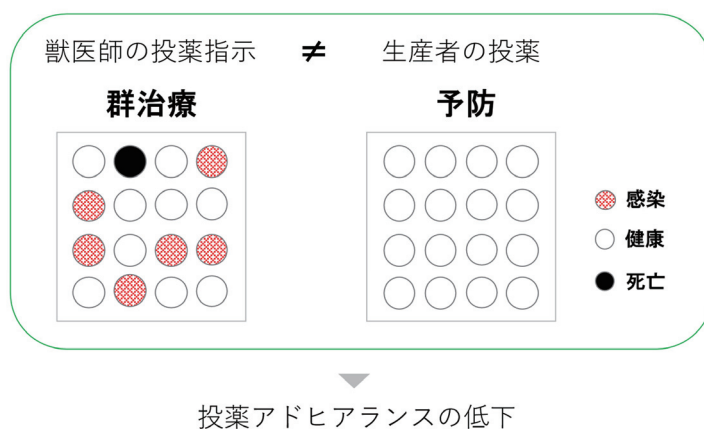 獣医師の投薬指示 ≠ 生産者の投薬
群治療 予防
感染
健康
死亡
投薬アドヒアランスの低下